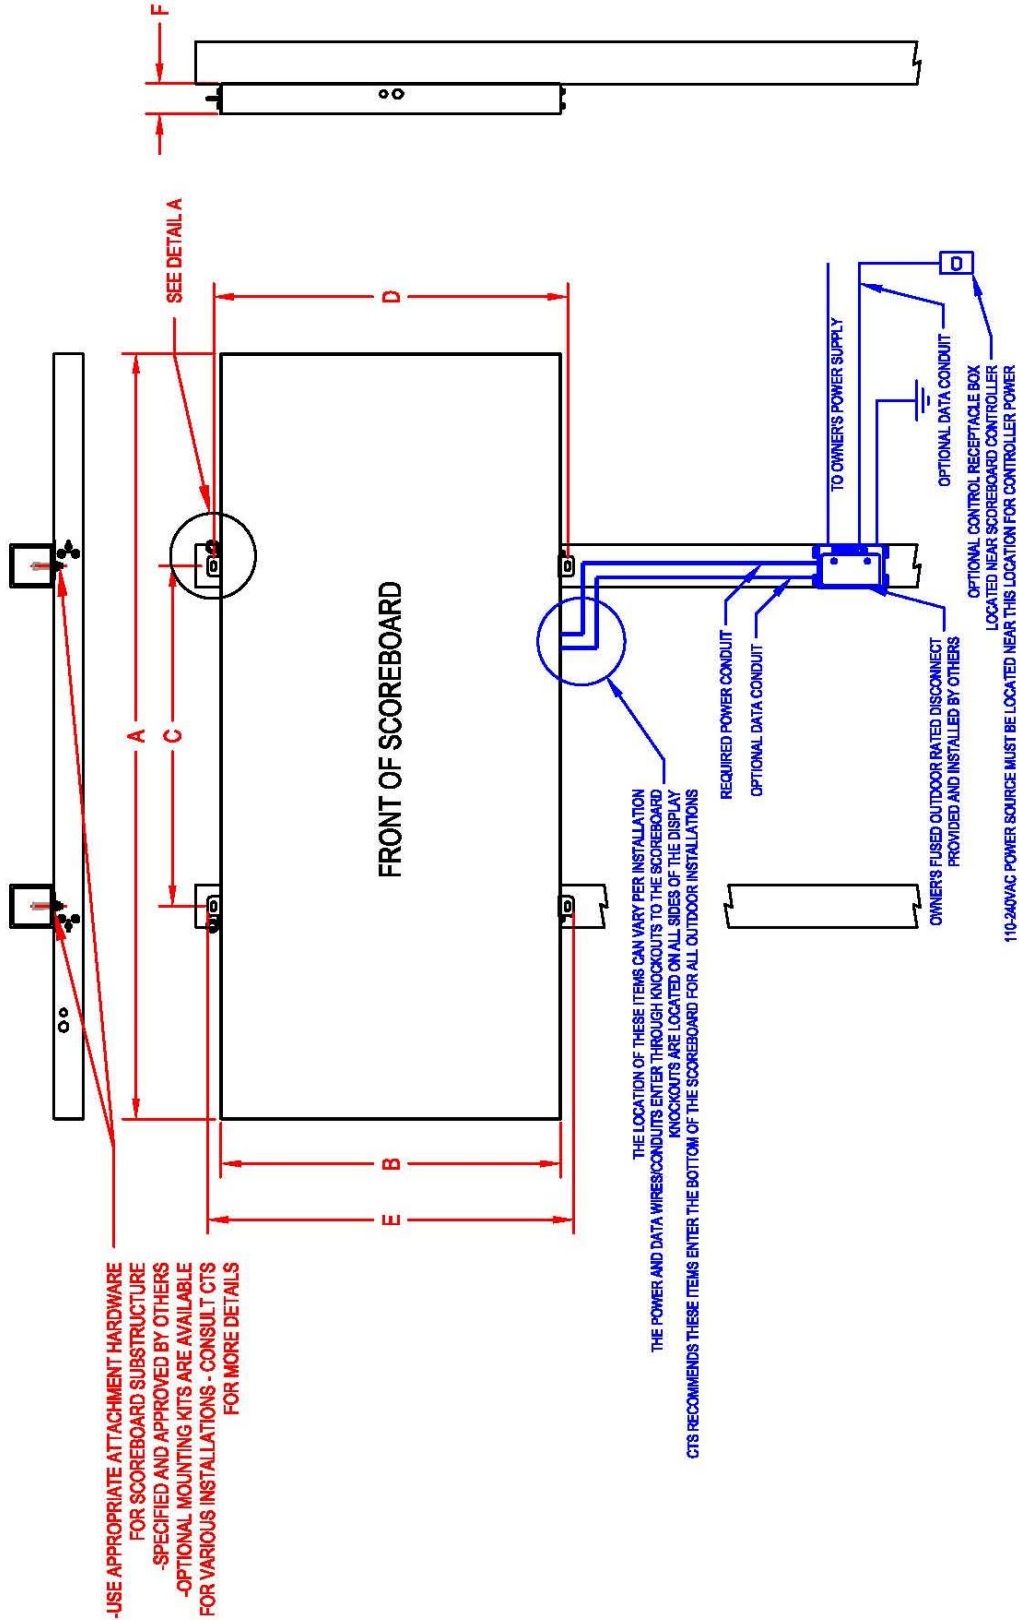 -USE APPROPRIATE ATTACHMENT HARDWARE
FOR SCOREBOARD SUBSTRUCTURE
-SPECIFIED AND APPROVED BY OTHERS
-OPTIONAL MOUNTING KITS ARE AVAILABLE
FOR VARIOUS INSTALLATIONS - CONSULT CTS
FOR MORE DETAILS
A
C
SEE DETAIL A
F
E
B
FRONT OF SCOREBOARD
D
THE LOCATION OF THESE ITEMS CAN VARY PER INSTALLATION
THE POWER AND DATA WIRES/CONDUITS ENTER THROUGH KNOCKOUTS TO THE SCOREBOARD
KNOCKOUTS ARE LOCATED ON ALL SIDES OF THE DISPLAY
CTS RECOMMENDS THESE ITEMS ENTER THE BOTTOM OF THE SCOREBOARD FOR ALL OUTDOOR INSTALLATIONS
REQUIRED POWER CONDUIT
OPTIONAL DATA CONDUIT
TO OWNER'S POWER SUPPLY
OWNER'S FUSED OUTDOOR RATED DISCONNECT
PROVIDED AND INSTALLED BY OTHERS
OPTIONAL DATA CONDUIT
OPTIONAL CONTROL RECEPTACLE BOX
LOCATED NEAR SCOREBOARD CONTROLLER
110-240VAC POWER SOURCE MUST BE LOCATED NEAR THIS LOCATION FOR CONTROLLER POWER